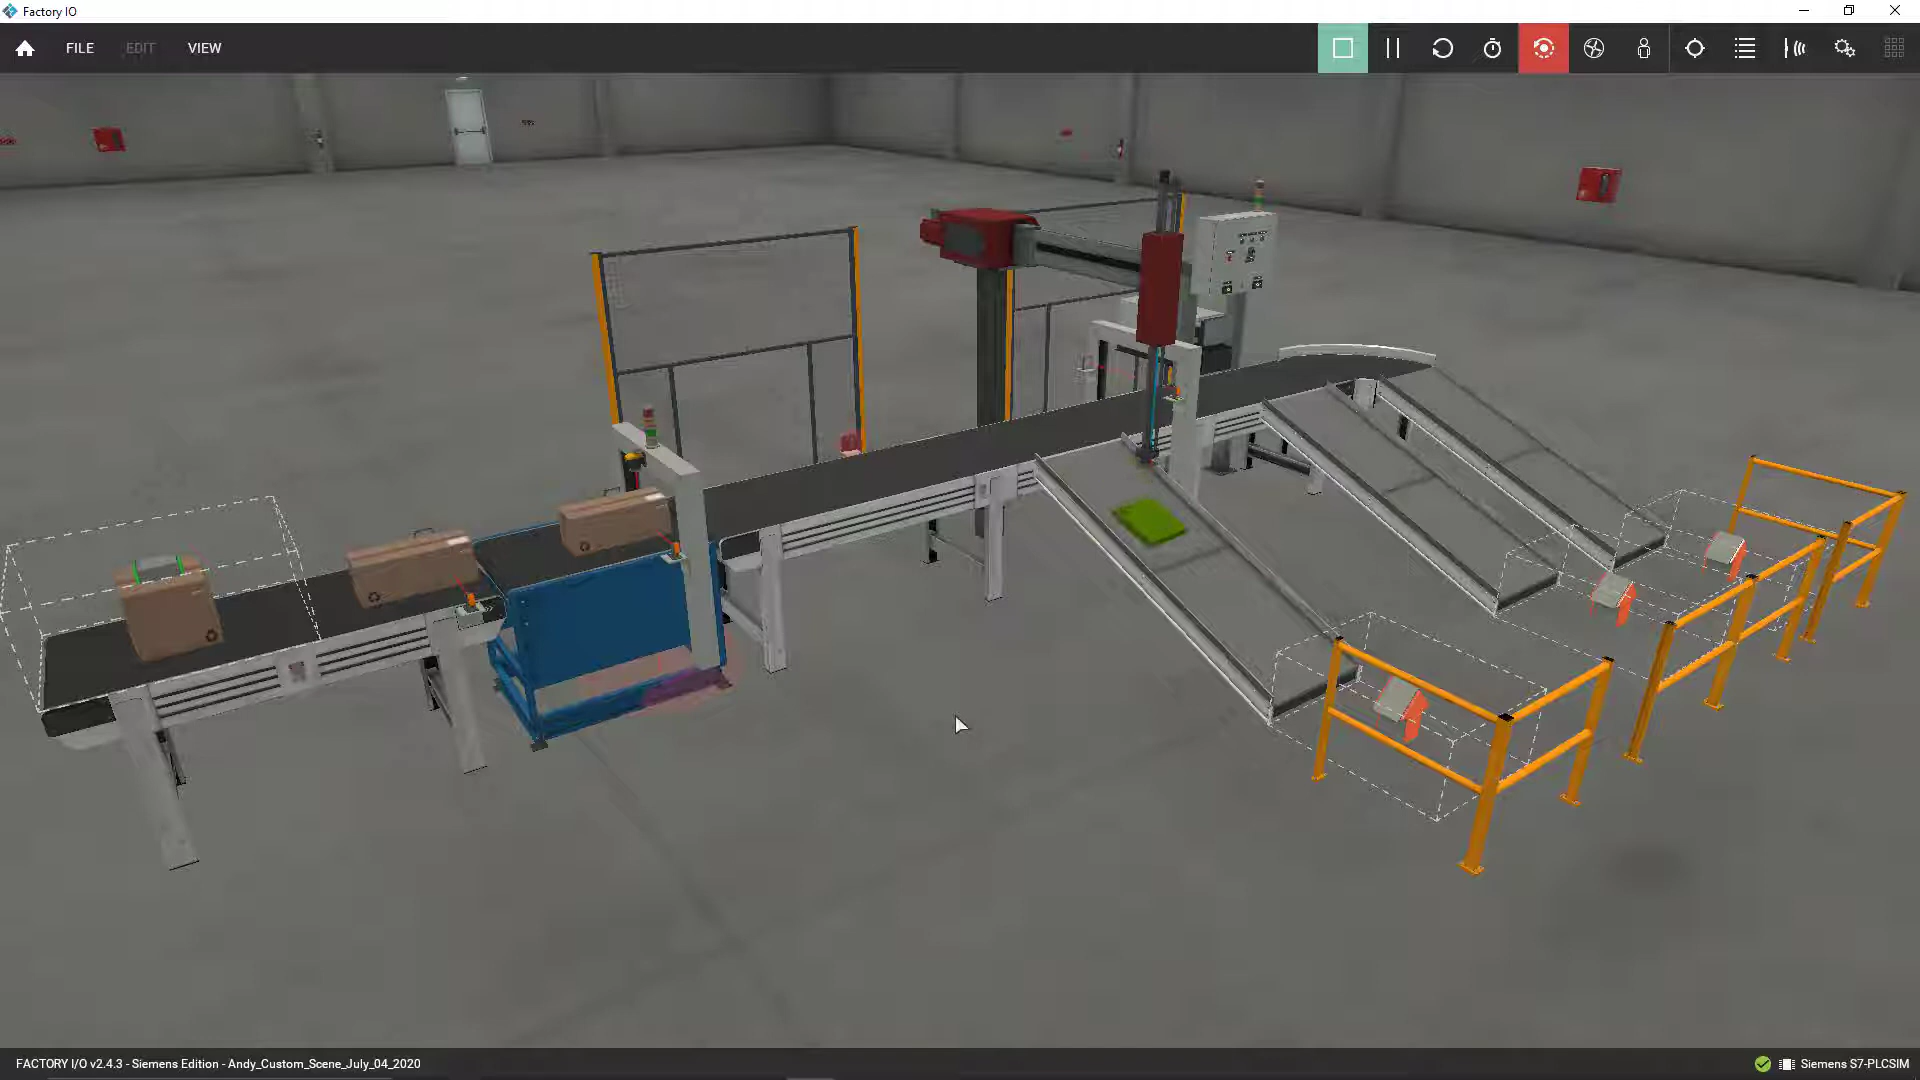 Factory IO
FILE
EDIT
VIEW
FACTORY I/O v2.4.3 - Siemens Edition - Andy_Custom_Scene_July_04_2020
Siemens S7-PLCSIM